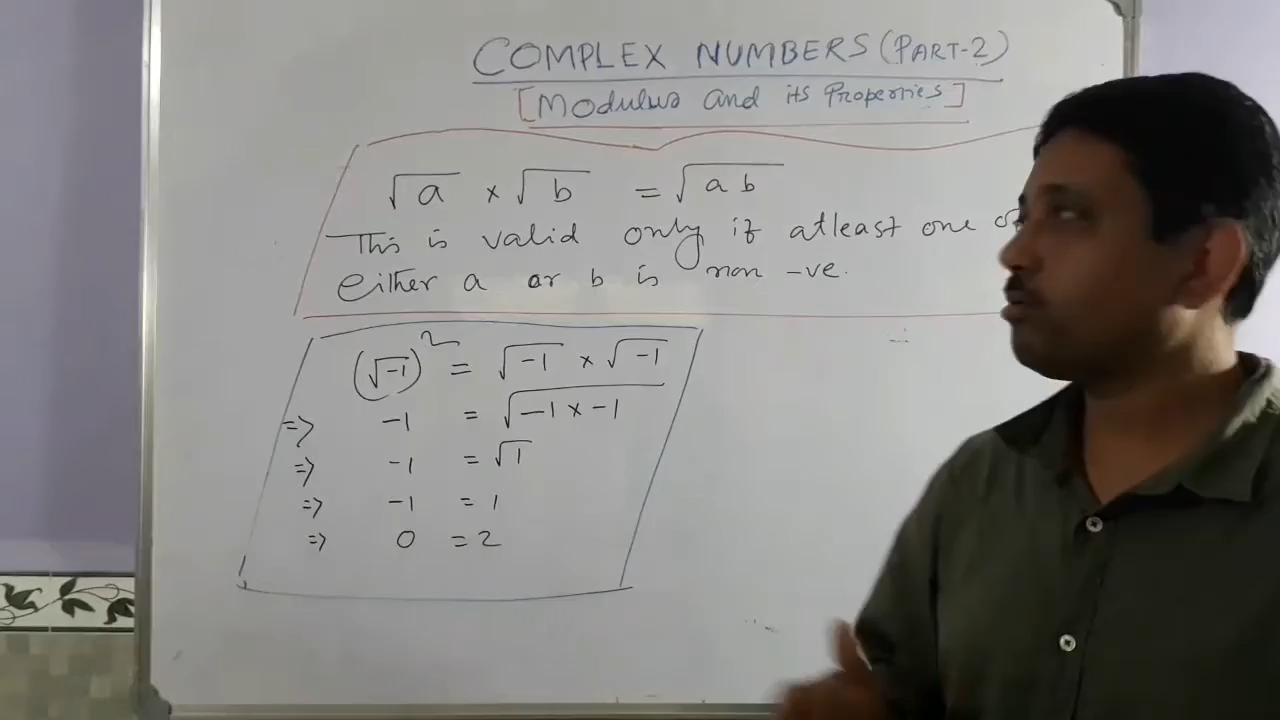 COMPLEX NUMBERS (PART-2)
[Modulus and its Properties]
√a × √b = √ab
This is valid only if atleast one of
either a or b is non -ve.
(√-1)² = √-1 × √-1
=> -1 = √-1 × -1
=> -1 = √1
=> -1 = 1
=> 0 = 2